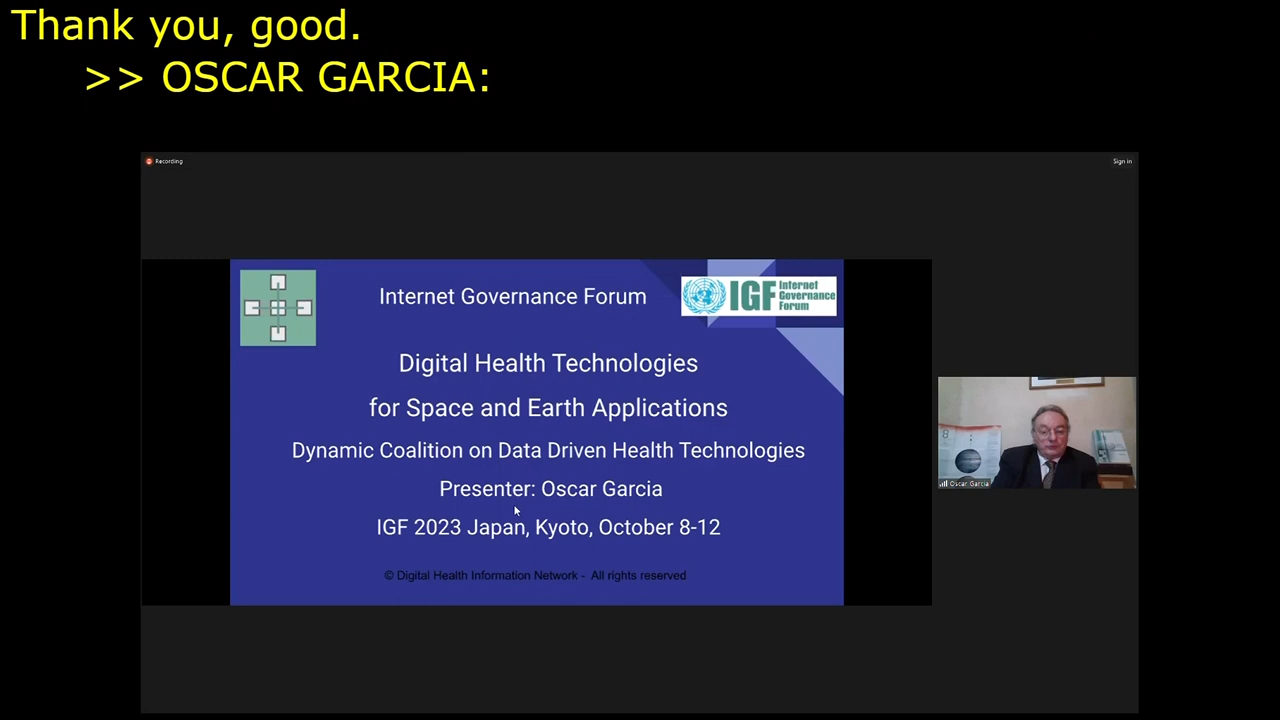 Thank you, good.
>> OSCAR GARCIA:
Recording
Sign in
Internet Governance Forum
IGF Internet Governance Forum
Digital Health Technologies
for Space and Earth Applications
Dynamic Coalition on Data Driven Health Technologies
Presenter: Oscar Garcia
IGF 2023 Japan, Kyoto, October 8-12
© Digital Health Information Network - All rights reserved
8
Oscar Garcia